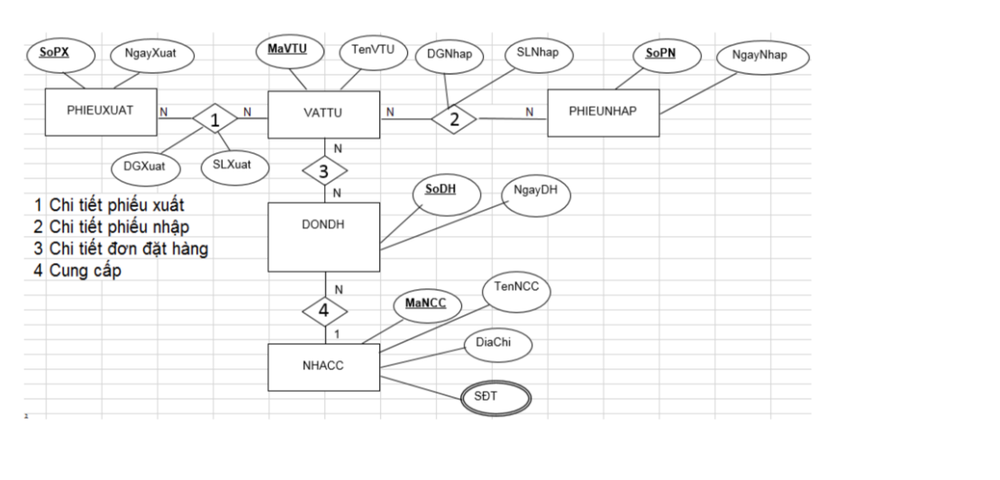 SoPX
NgayXuat
MaVTU
TenVTU
DGNhap
SLNhap
SoPN
NgayNhap
PHIEUXUAT
N
1
N
VATTU
N
2
N
PHIEUNHAP
DGXuat
SLXuat
N
3
N
SoDH
NgayDH
DONDH
1 Chi tiết phiếu xuất
2 Chi tiết phiếu nhập
3 Chi tiết đơn đặt hàng
4 Cung cấp
N
4
1
MaNCC
TenNCC
DiaChi
NHACC
SĐT
1